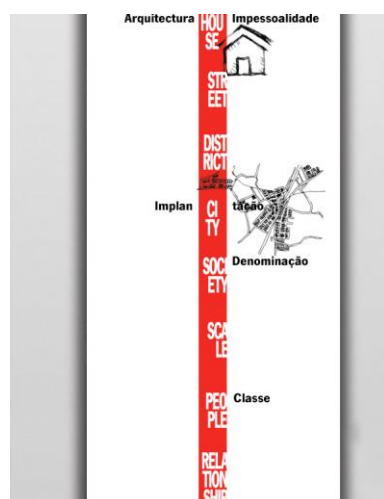 Arquitectura HOU Impessoalidade
SE
STR
EET
DIST
RICT
Implan CI tação
TY
Denominação
SOCI
ETY
SCA
LE
PEO Classe
PLE
RELA
TION
SHIP